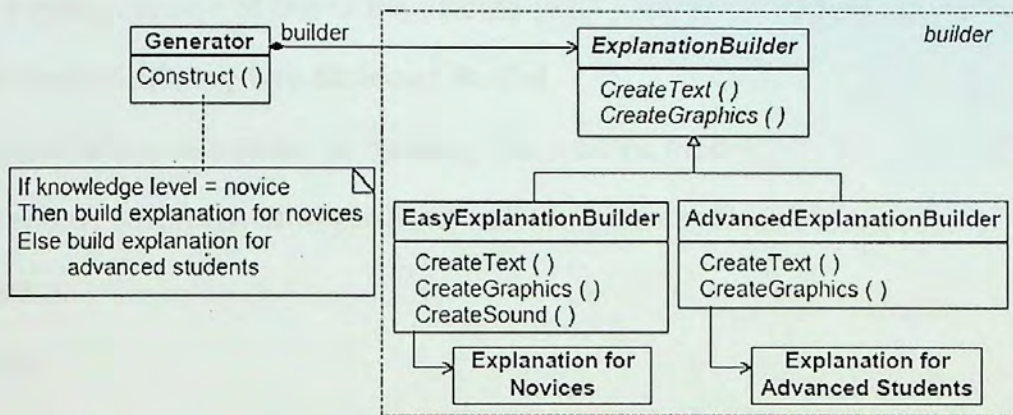 Generator
Construct ( )
builder
If knowledge level = novice
Then build explanation for novices
Else build explanation for
advanced students
builder
ExplanationBuilder
CreateText ( )
CreateGraphics ( )
EasyExplanationBuilder
CreateText ( )
CreateGraphics ( )
CreateSound ( )
AdvancedExplanationBuilder
CreateText ( )
CreateGraphics ( )
Explanation for
Novices
Explanation for
Advanced Students